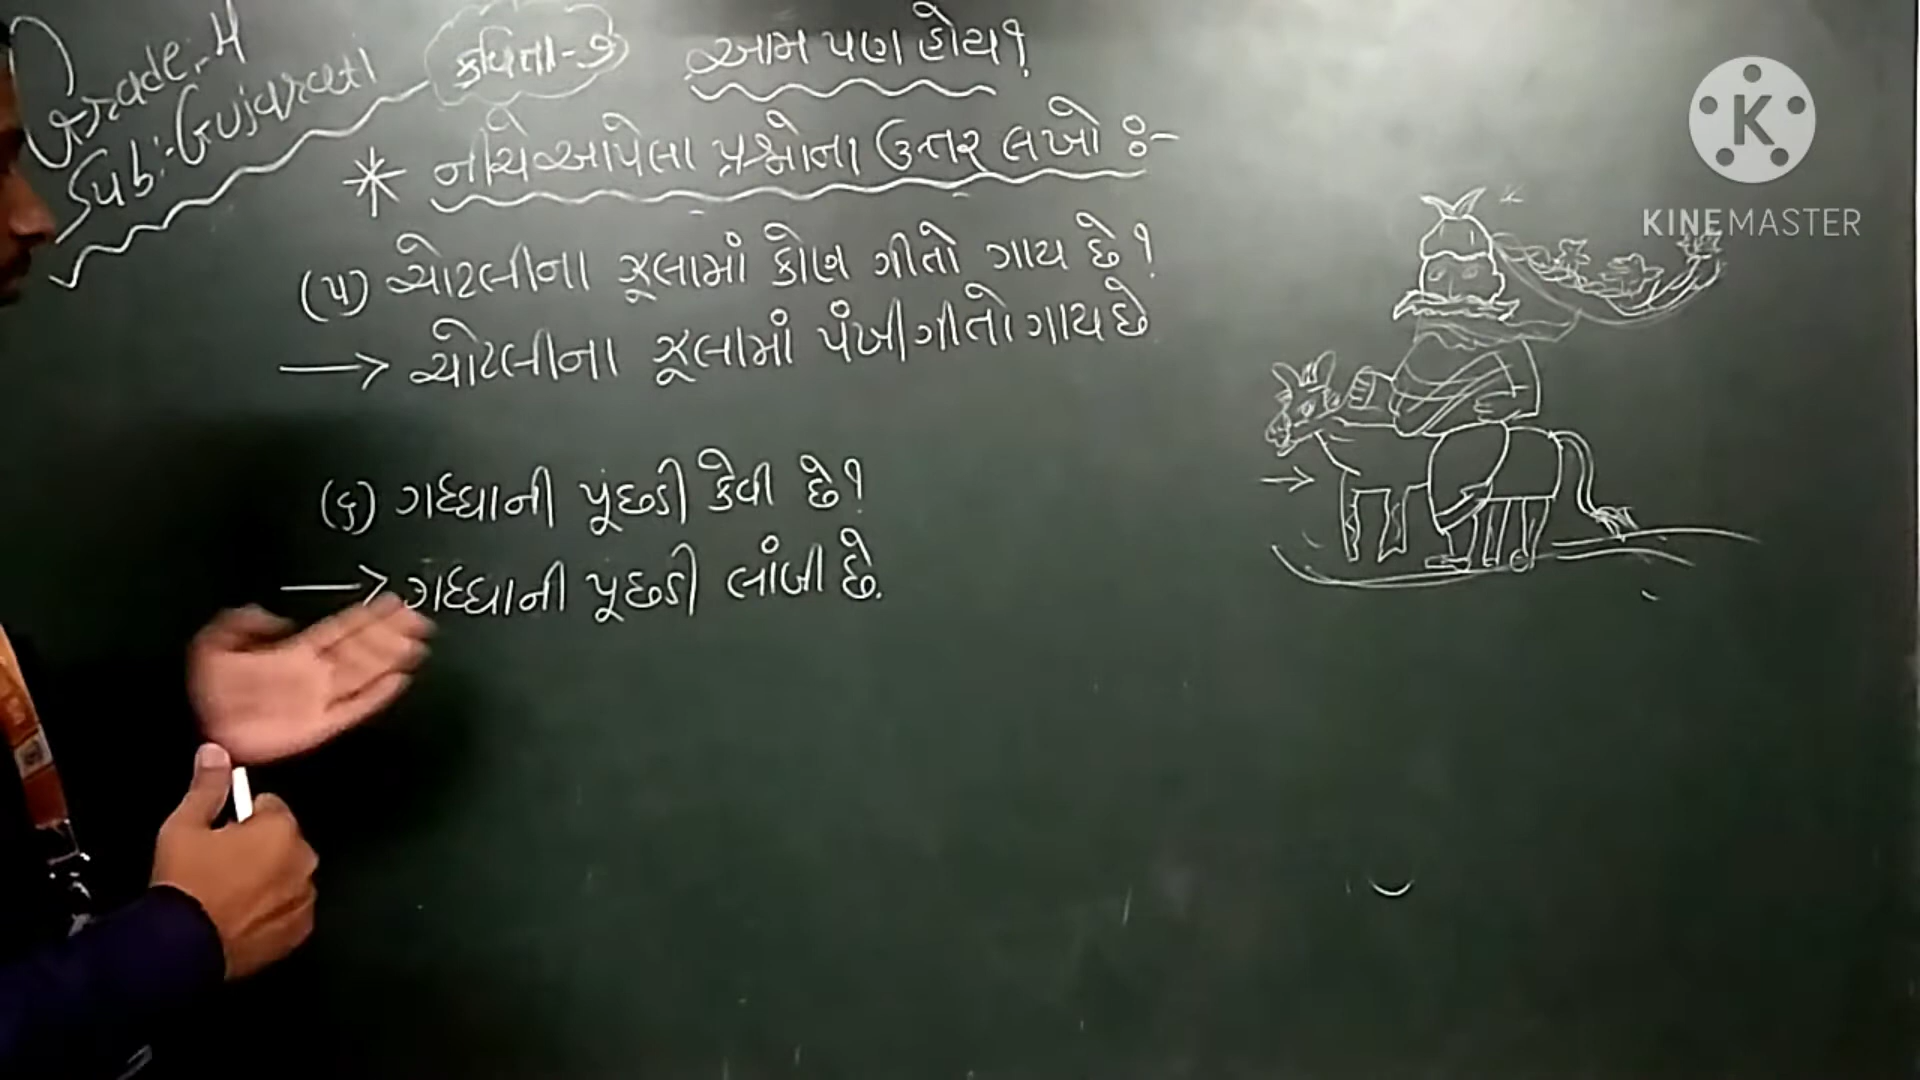 Grade:-4
Sub:-Gujarati
કવિતા-૭
આમ પણ હોય?
* નીચે આપેલા પ્રશ્નોના ઉત્તર લખો :-
(૫) ચોટલીના ઝૂલામાં કોણ ગીતો ગાય છે?
→ ચોટલીના ઝૂલામાં પંખી ગીતો ગાય છે
(૬) ગધ્ધાની પૂંછડી કેવી છે?
→ ગધ્ધાની પૂંછડી લાંબી છે.
K
KINEMASTER